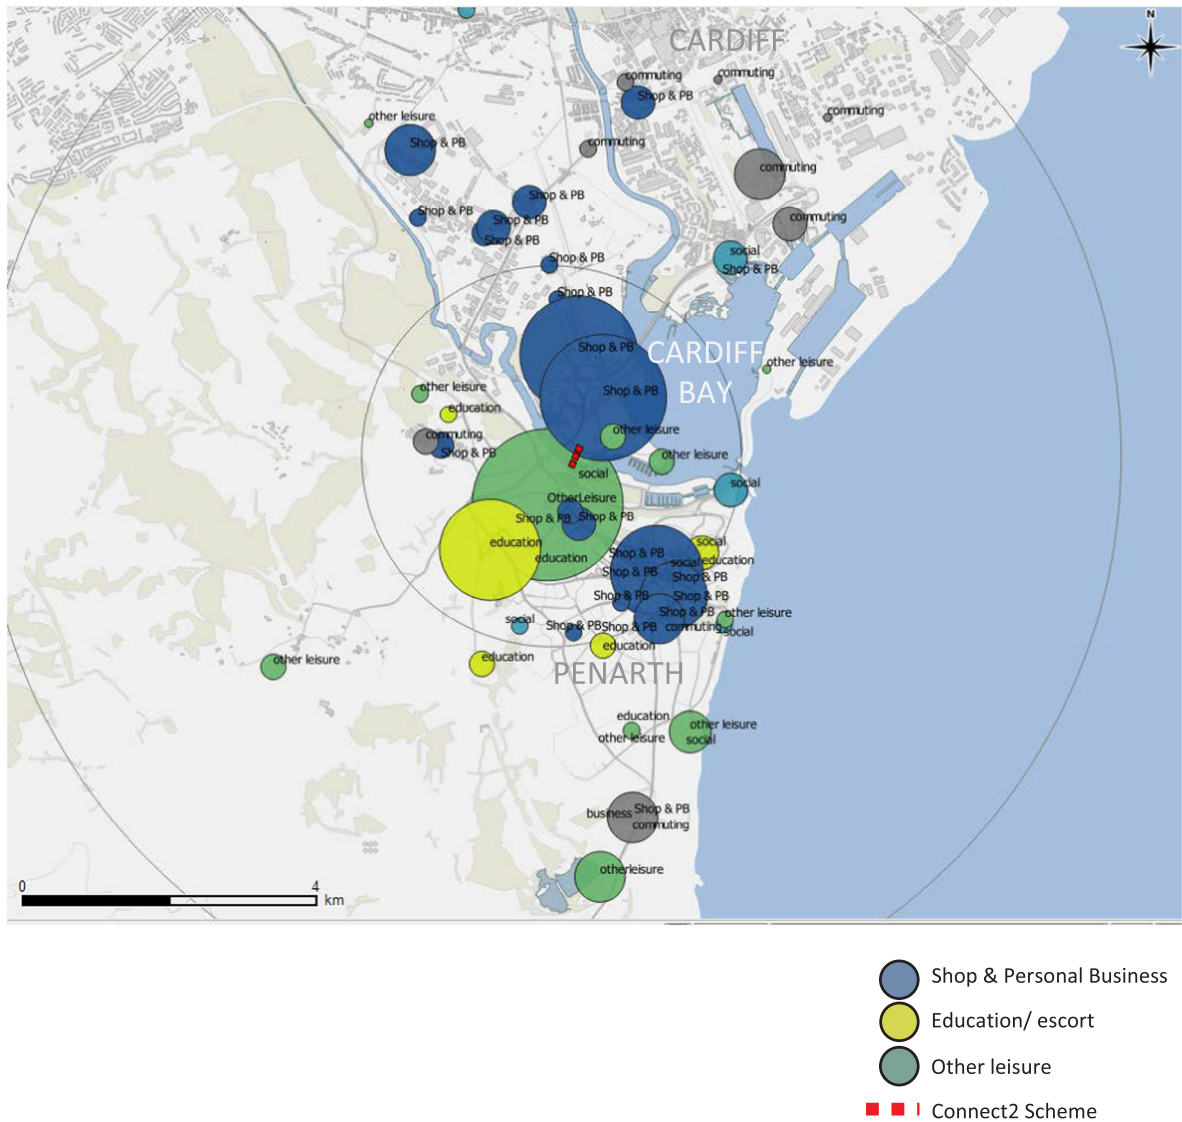 N
CARDIFF
commuting
commuting
Shop & PB
commuting
other leisure
Shop & PB
commuting
commuting
Shop & PB
Shop & PB
commuting
Shop & PB
Shop & PB
social
Shop & PB
Shop & PB
Shop & PB
Shop & PB
CARDIFF
BAY
other leisure
other leisure
Shop & PB
education
other leisure
commuting
Shop & PB
other leisure
social
social
OtherLeisure
Shop & PB
Shop & PB
education
social
Shop & PB
education
social
education
Shop & PB
Shop & PB
Shop & PB
Shop & PB
Shop & PB
other leisure
social
Shop & PB
Shop & PB
commuting
social
education
education
other leisure
PENARTH
education
other leisure
other leisure
social
business
Shop & PB
commuting
otherleisure
0
4
km
Shop & Personal Business
Education/ escort
Other leisure
Connect2 Scheme